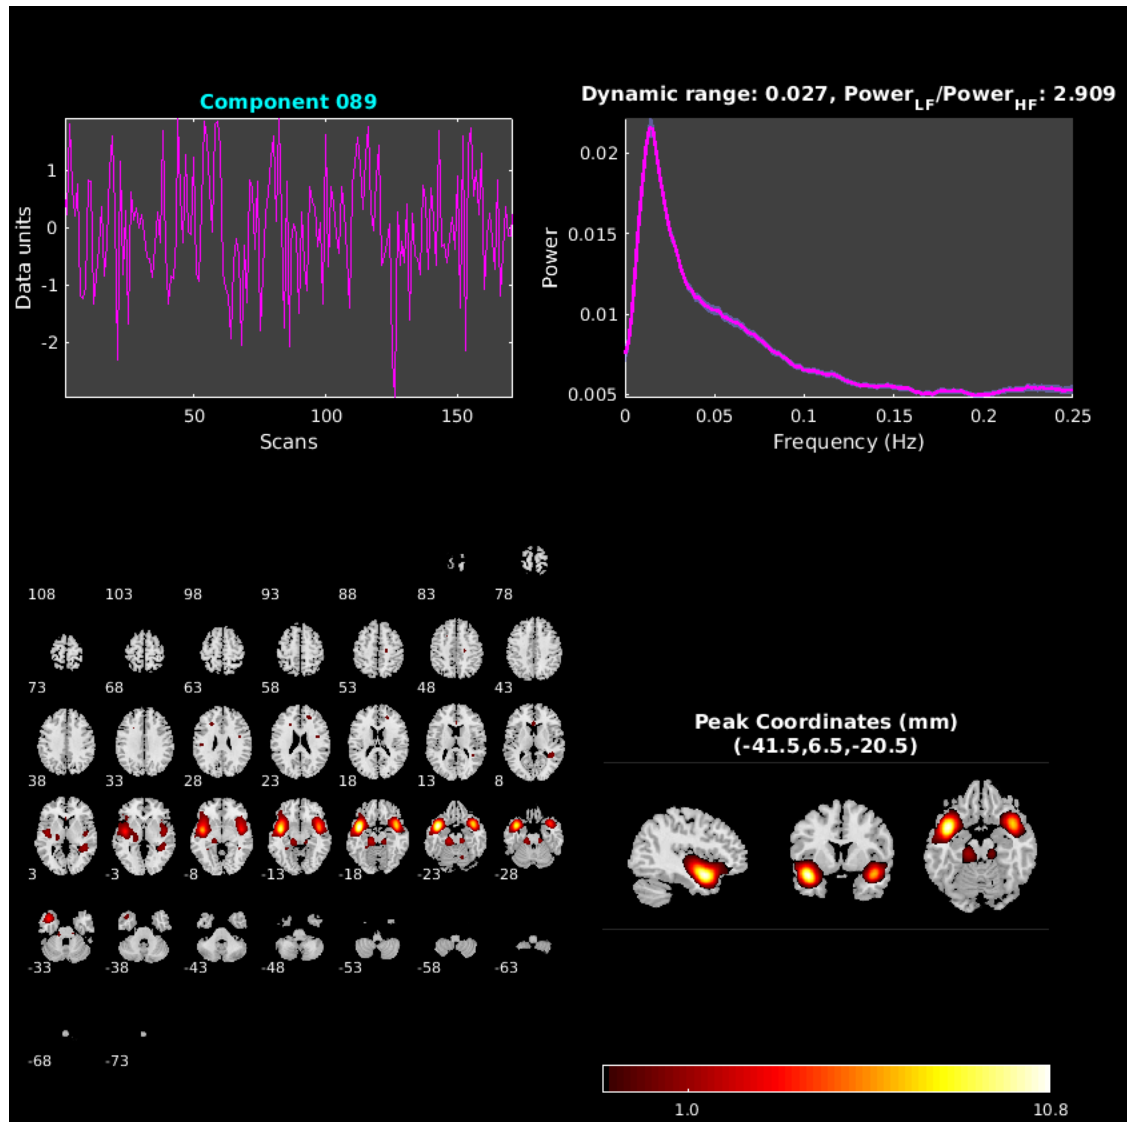 Component 089
1
0
-1
-2
Data units
50 100 150
Scans
Dynamic range: 0.027, PowerLF/PowerHF: 2.909
0.02
0.015
0.01
0.005
Power
0 0.05 0.1 0.15 0.2 0.25
Frequency (Hz)
108 103 98 93 88 83 78
73 68 63 58 53 48 43
38 33 28 23 18 13 8
3 -3 -8 -13 -18 -23 -28
-33 -38 -43 -48 -53 -58 -63
-68 -73
Peak Coordinates (mm)
(-41.5,6.5,-20.5)
1.0 10.8